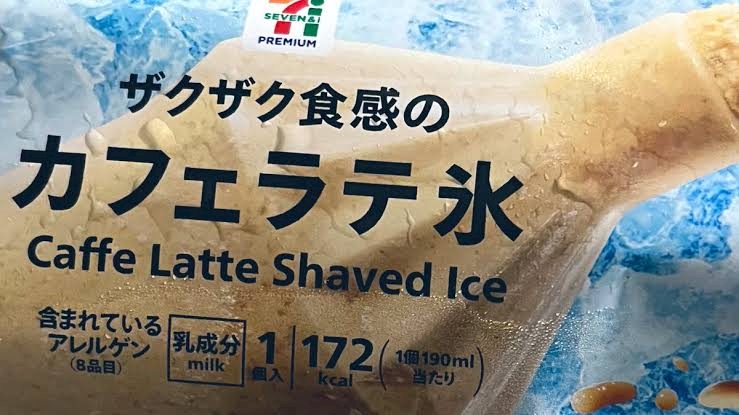 7
SEVEN&i
PREMIUM
ザクザク食感の
カフェラテ氷
Caffe Latte Shaved Ice
含まれている
アレルゲン
(8品目)
乳成分
milk
1
個入
172
kcal
(1個190ml
当たり)